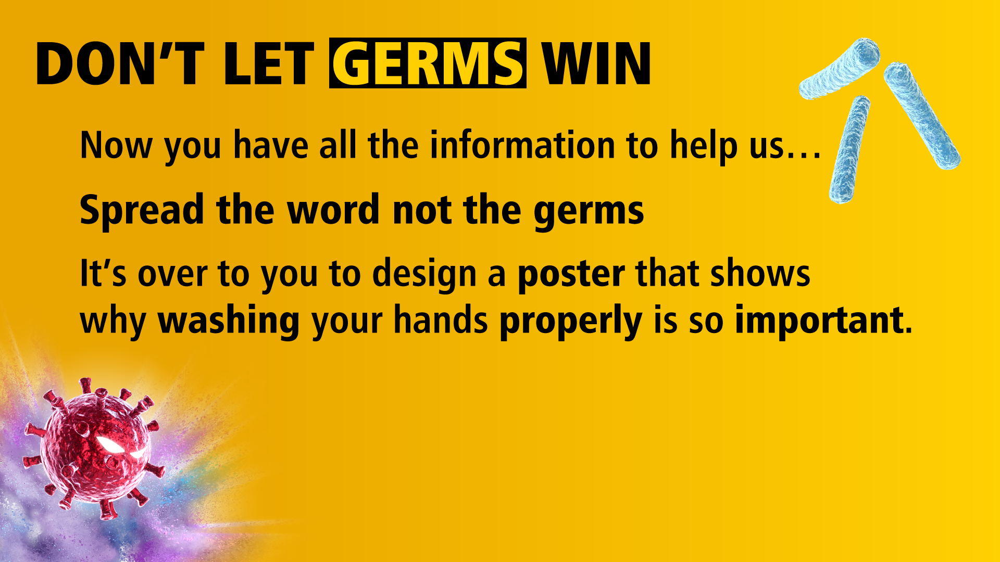 DON’T LET GERMS WIN
Now you have all the information to help us…
Spread the word not the germs
It’s over to you to design a poster that shows
why washing your hands properly is so important.